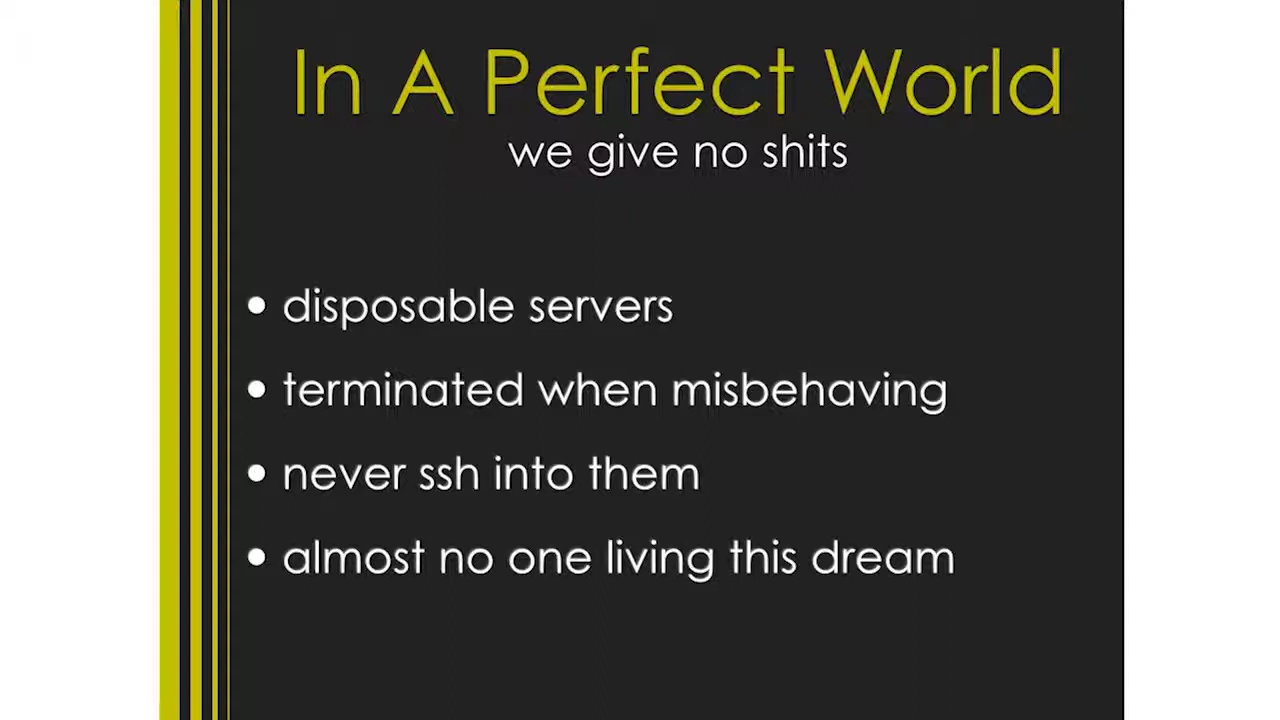 In A Perfect World
we give no shits
• disposable servers
• terminated when misbehaving
• never ssh into them
• almost no one living this dream